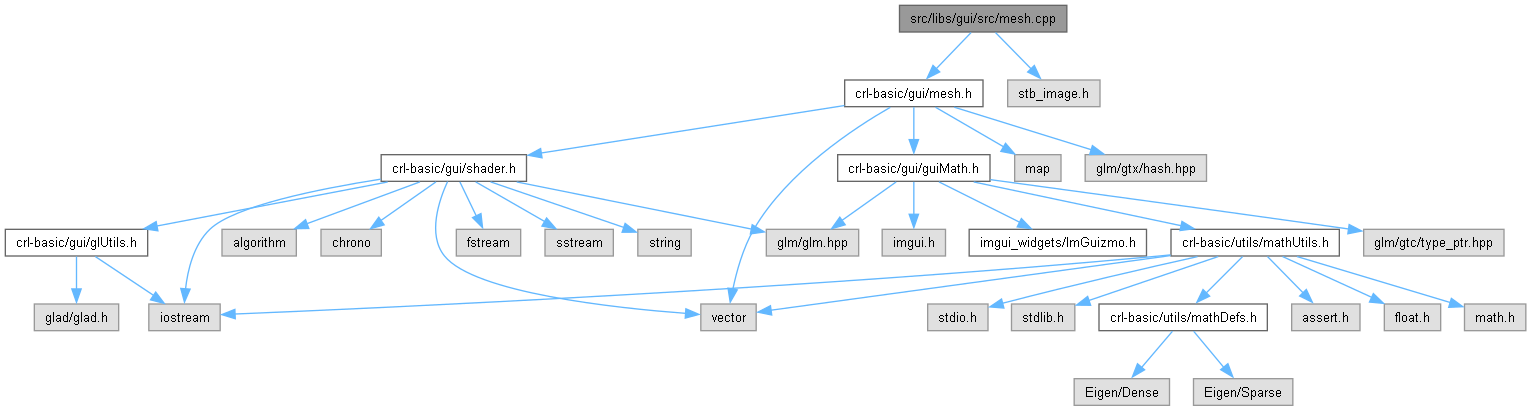 src/libs/gui/src/mesh.cpp
crl-basic/gui/mesh.h
stb_image.h
crl-basic/gui/shader.h
crl-basic/gui/guiMath.h
map
glm/gtx/hash.hpp
crl-basic/gui/glUtils.h
algorithm
chrono
fstream
sstream
string
glm/glm.hpp
imgui.h
imgui_widgets/ImGuizmo.h
crl-basic/utils/mathUtils.h
glm/gtc/type_ptr.hpp
glad/glad.h
iostream
vector
stdio.h
stdlib.h
crl-basic/utils/mathDefs.h
assert.h
float.h
math.h
Eigen/Dense
Eigen/Sparse